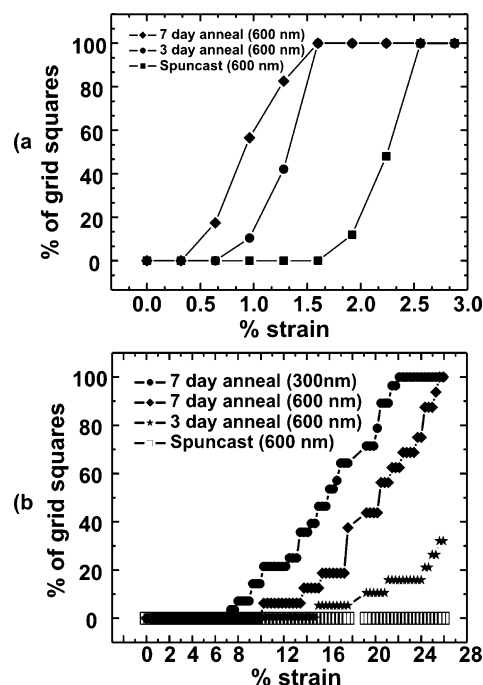 (a
% of grid squares
100
80
60
40
20
0
7 day anneal (600 nm)
3 day anneal (600 nm)
Spuncast (600 nm)
0.0 0.5 1.0 1.5 2.0 2.5 3.0
% strain
(b
% of grid squares
100
80
60
40
20
0
7 day anneal (300nm)
7 day anneal (600 nm)
3 day anneal (600 nm)
Spuncast (600 nm)
0 2 4 6 8 12 16 20 24 28
% strain